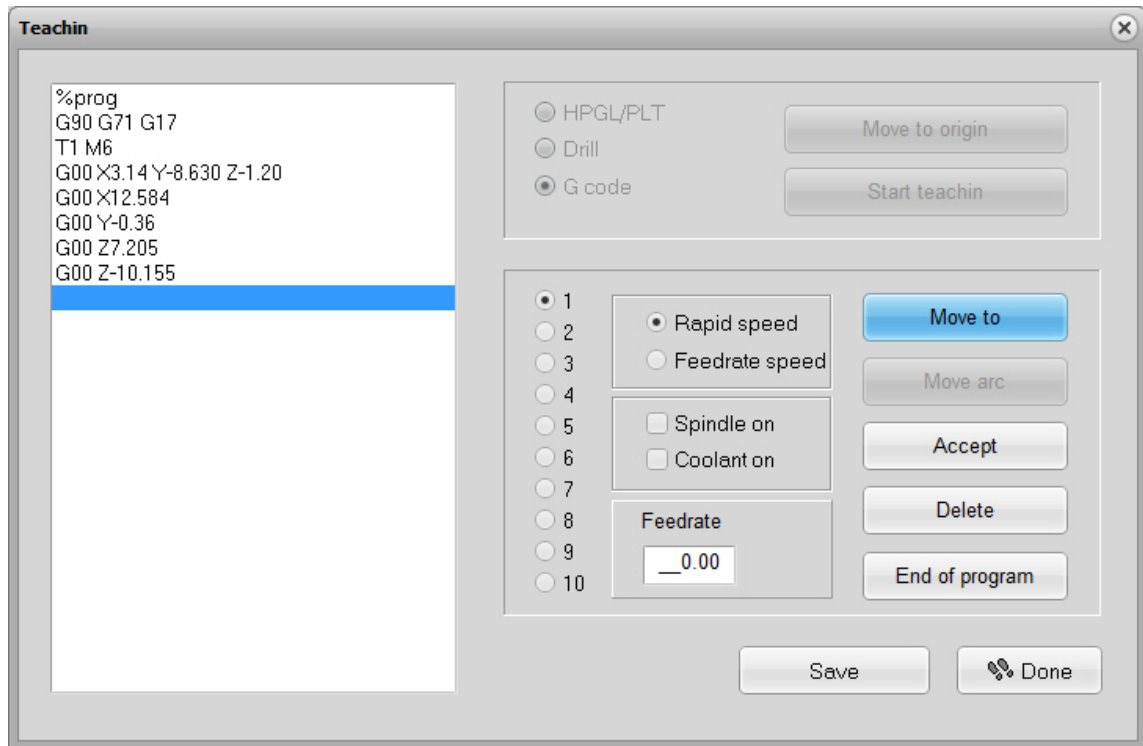 Teachin
%prog
G90 G71 G17
T1 M6
G00 X3.14 Y-8.630 Z-1.20
G00 X12.584
G00 Y-0.36
G00 Z7.205
G00 Z-10.155
HPGL/PLT
Drill
G code
Move to origin
Start teachin
1
2
3
4
5
6
7
8
9
10
Rapid speed
Feedrate speed
Spindle on
Coolant on
Feedrate
__0.00
Move to
Move arc
Accept
Delete
End of program
Save
Done